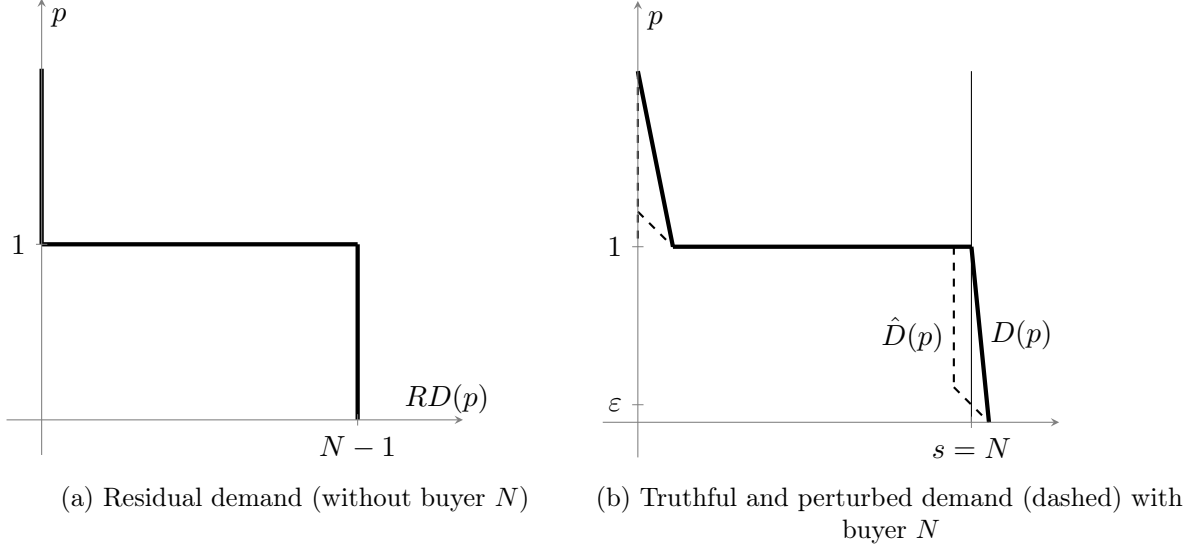 p
1
RD(p)
N − 1
(a) Residual demand (without buyer N)
p
1
D̂(p)
D(p)
ε
s = N
(b) Truthful and perturbed demand (dashed) with
buyer N